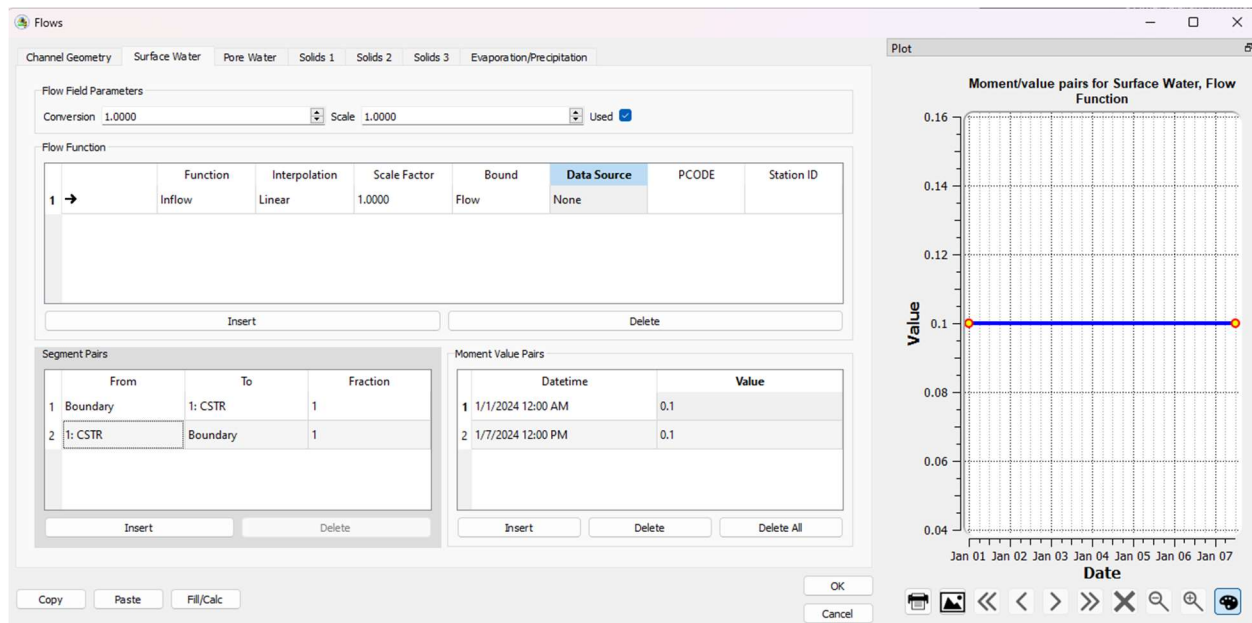 Flows
Channel Geometry Surface Water Pore Water Solids 1 Solids 2 Solids 3 Evaporation/Precipitation
Flow Field Parameters
Conversion 1.0000 Scale 1.0000 Used
Flow Function
Function Interpolation Scale Factor Bound Data Source PCODE Station ID
1 → Inflow Linear 1.0000 Flow None
Insert Delete
Segment Pairs
From To Fraction
1 Boundary 1: CSTR 1
2 1: CSTR Boundary 1
Insert Delete
Moment Value Pairs
Datetime Value
1 1/1/2024 12:00 AM 0.1
2 1/7/2024 12:00 PM 0.1
Insert Delete Delete All
Copy Paste Fill/Calc
OK
Cancel
Plot
Moment/value pairs for Surface Water, Flow
Function
Value
0.16
0.14
0.12
0.1
0.08
0.06
0.04
Jan 01 Jan 02 Jan 03 Jan 04 Jan 05 Jan 06 Jan 07
Date